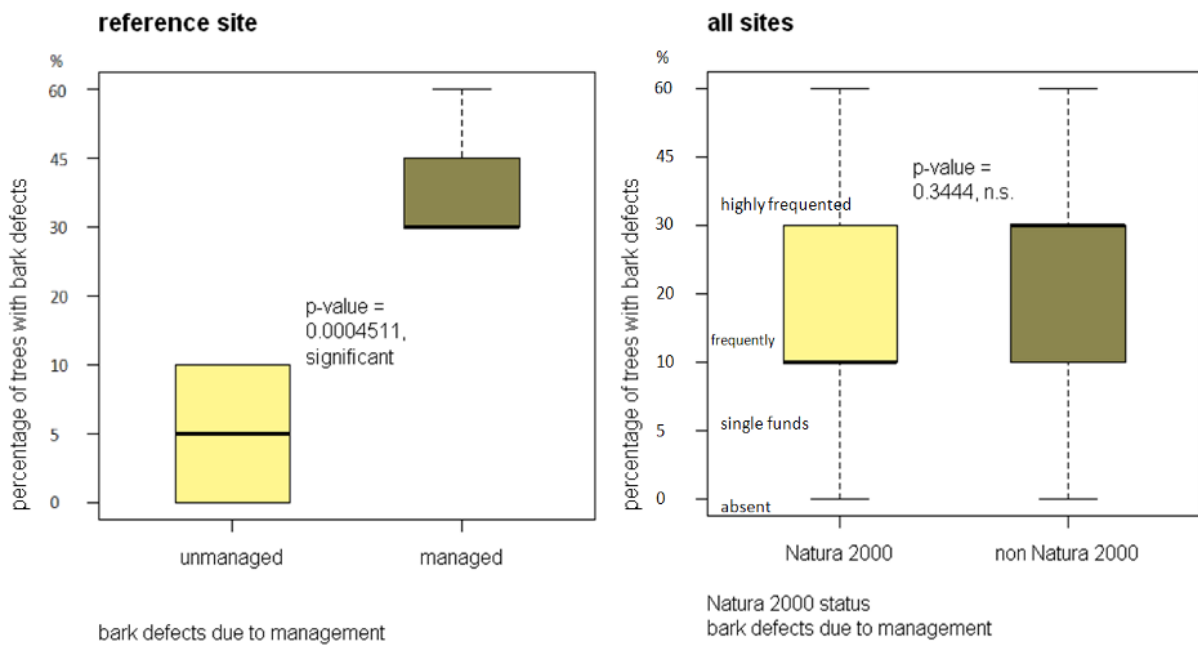 reference site
%
60
45
30
20
10
5
0
percentage of trees with bark defects
p-value =
0.0004511,
significant
unmanaged
managed
bark defects due to management
all sites
%
60
45
30
20
10
5
0
percentage of trees with bark defects
p-value =
0.3444, n.s.
highly frequented
frequently
single funds
absent
Natura 2000
non Natura 2000
Natura 2000 status
bark defects due to management